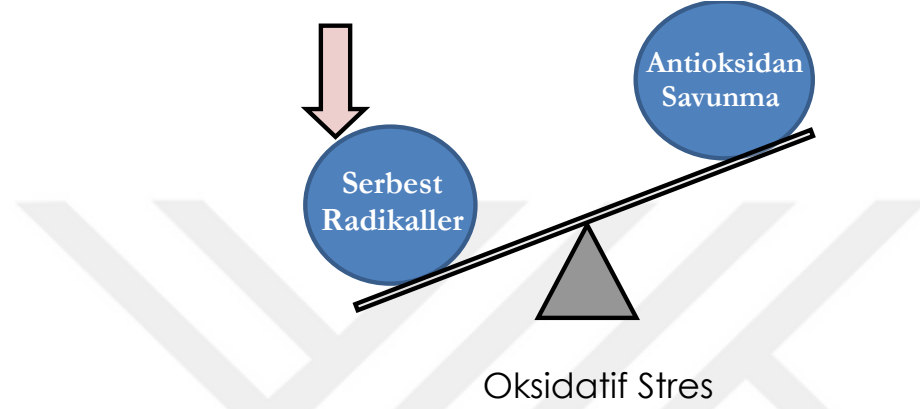 Antioksidan
Savunma
Serbest
Radikaller
Oksidatif Stres